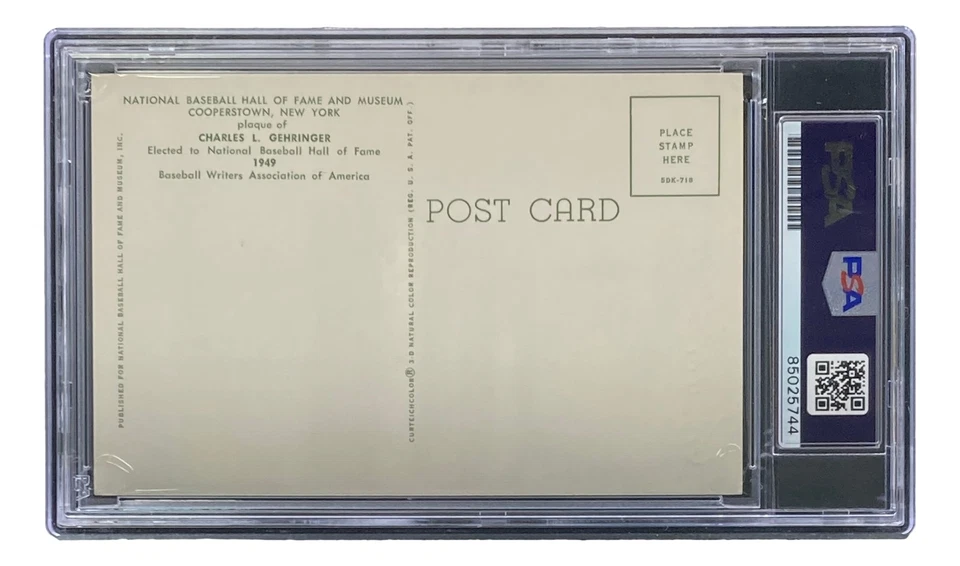 NATIONAL BASEBALL HALL OF FAME AND MUSEUM
COOPERSTOWN, NEW YORK
plaque of
CHARLES L. GEHRINGER
Elected to National Baseball Hall of Fame
1949
Baseball Writers Association of America
PUBLISHED FOR NATIONAL BASEBALL HALL OF FAME AND MUSEUM, INC.
CURTEICHCOLOR® 3-D NATURAL COLOR REPRODUCTION (REG. U. S. A. PAT. OFF.)
POST CARD
PLACE
STAMP
HERE
SDK-710
PSA
PSA
85025744